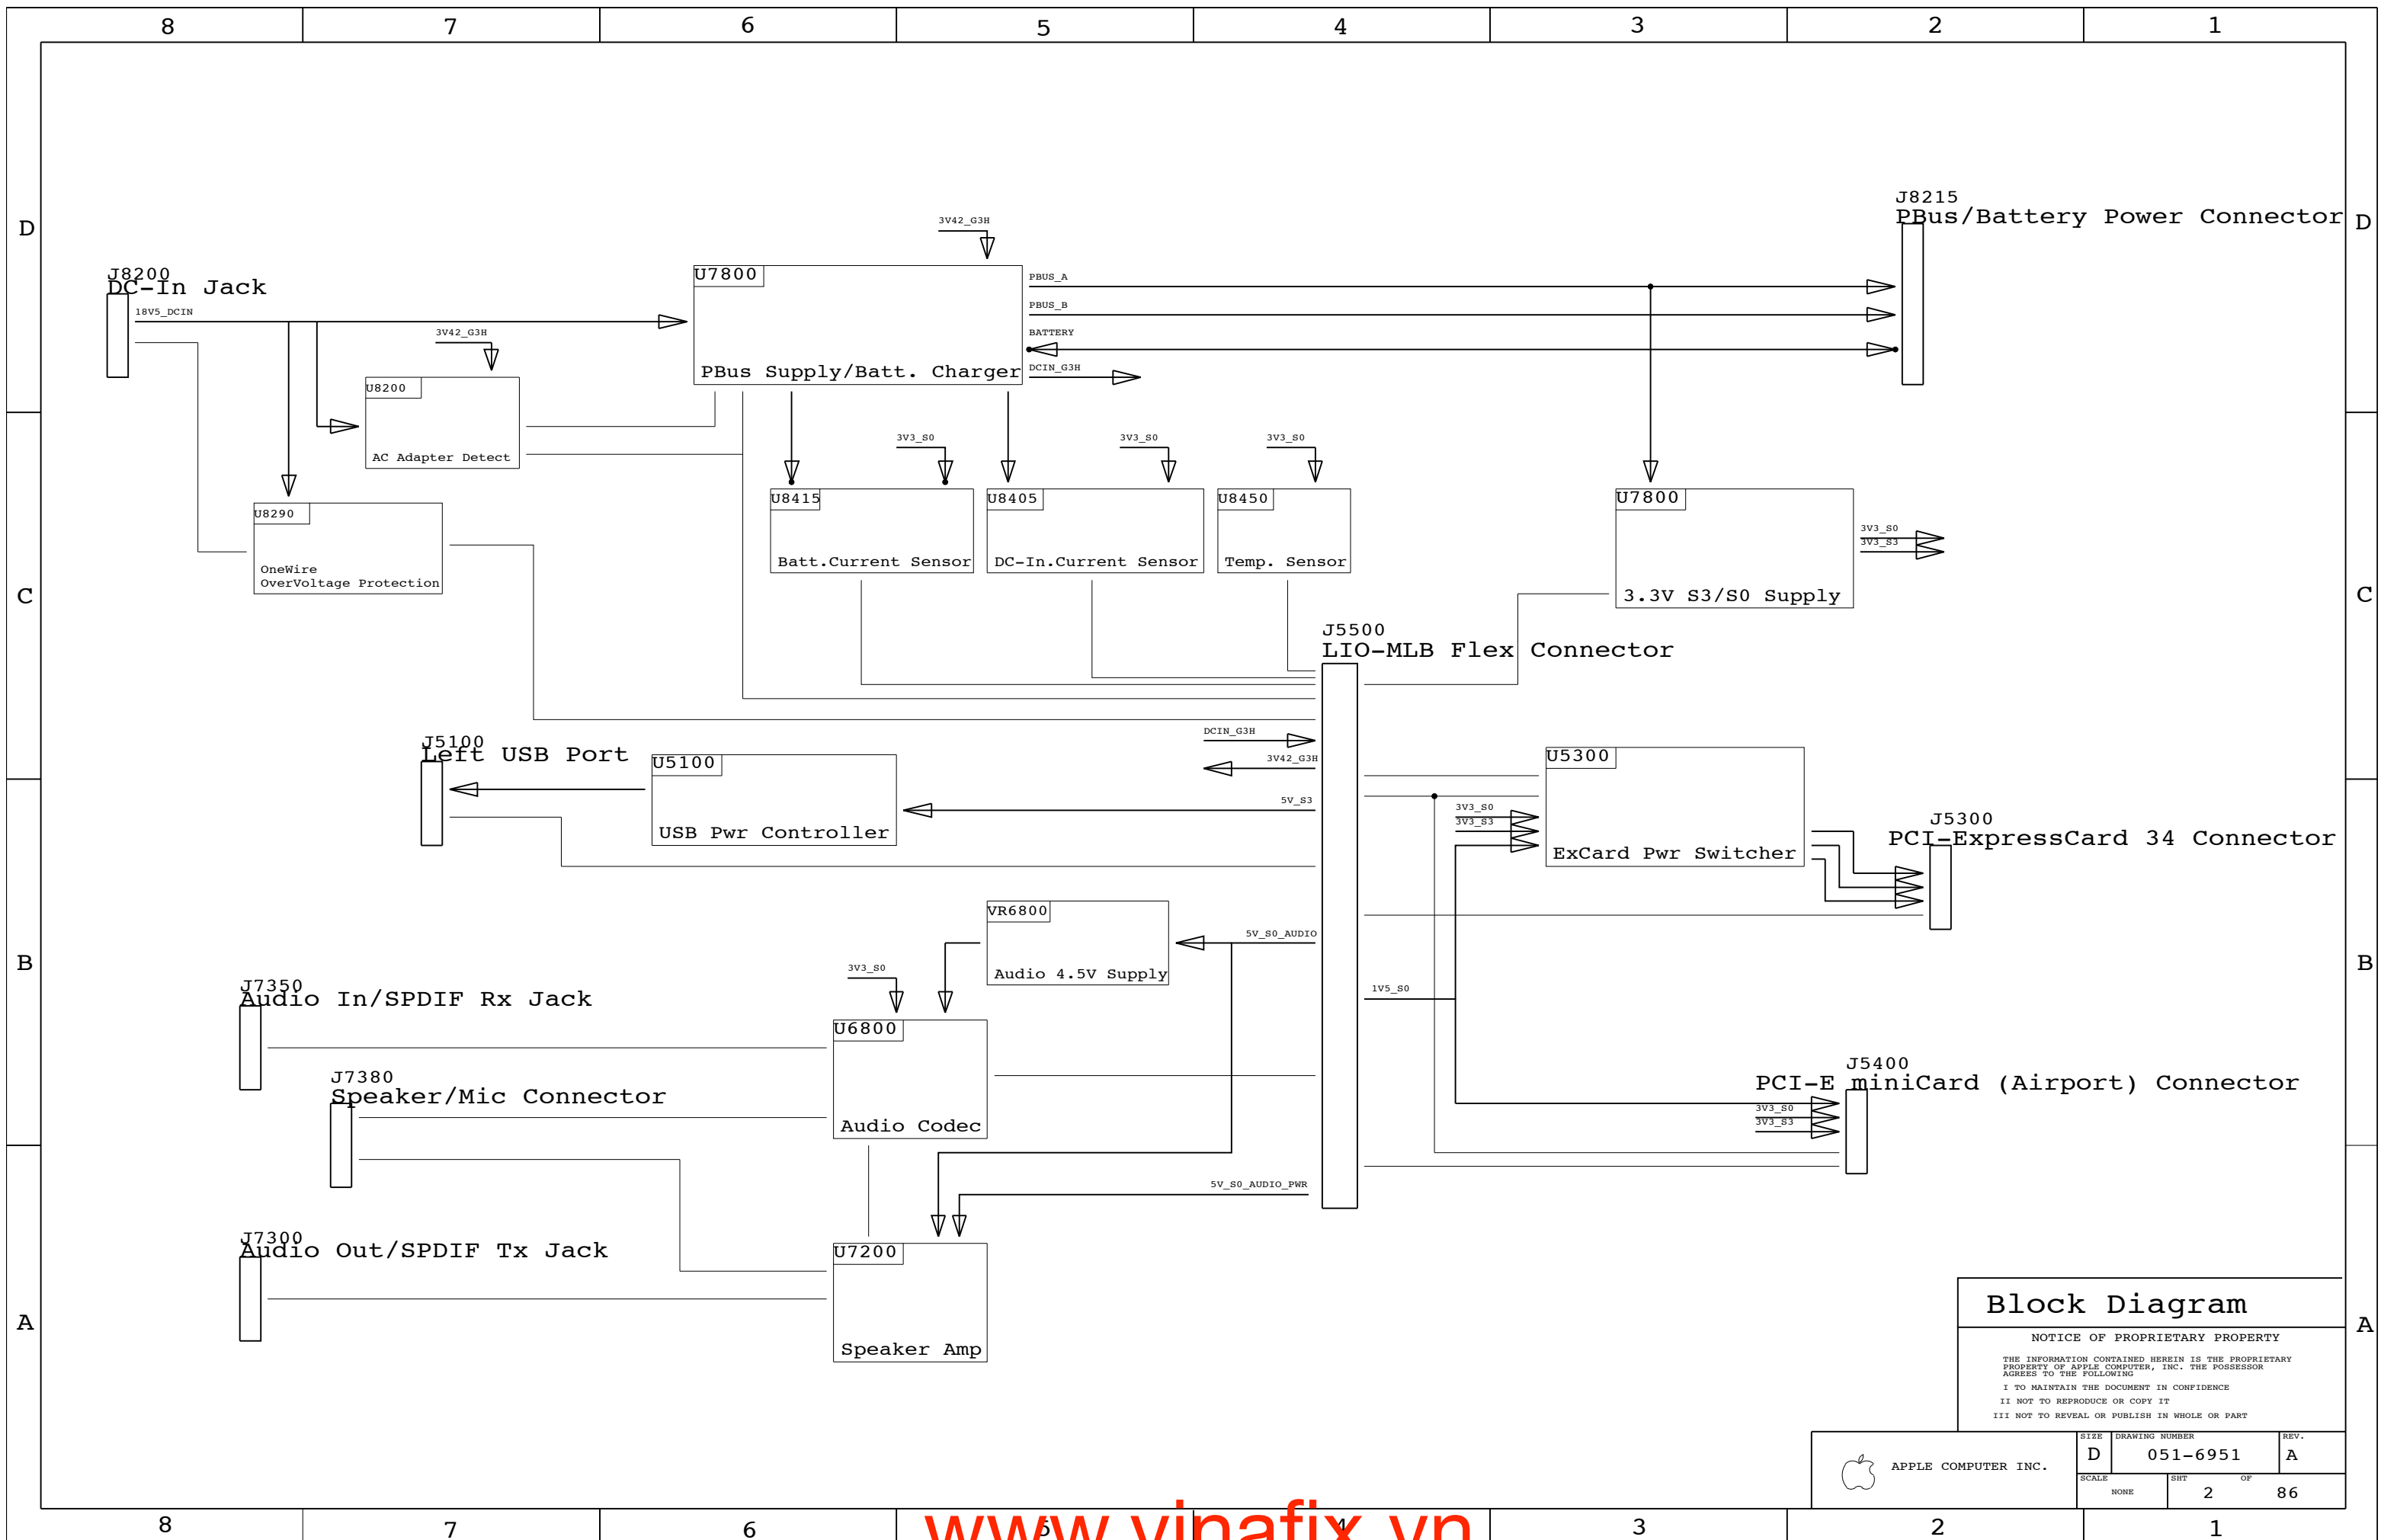 8 7 6 5 4 3 2 1
D
D
J8215
PBus/Battery Power Connector
3V42_G3H
J8200
DC-In Jack
18V5_DCIN
U7800
PBus Supply/Batt. Charger
PBUS_A
PBUS_B
BATTERY
DCIN_G3H
3V42_G3H
U8200
AC Adapter Detect
3V3_S0
3V3_S0
3V3_S0
U8290
OneWire
OverVoltage Protection
U8415
Batt.Current Sensor
U8405
DC-In.Current Sensor
U8450
Temp. Sensor
U7800
3.3V S3/S0 Supply
3V3_S0
3V3_S3
C
C
J5500
LIO-MLB Flex Connector
DCIN_G3H
3V42_G3H
5V_S3
J5100
Left USB Port
U5100
USB Pwr Controller
U5300
ExCard Pwr Switcher
3V3_S0
3V3_S3
J5300
PCI-ExpressCard 34 Connector
VR6800
Audio 4.5V Supply
5V_S0_AUDIO
B
B
3V3_S0
1V5_S0
J7350
Audio In/SPDIF Rx Jack
U6800
Audio Codec
J7380
Speaker/Mic Connector
J5400
PCI-E miniCard (Airport) Connector
3V3_S0
3V3_S3
5V_S0_AUDIO_PWR
J7300
Audio Out/SPDIF Tx Jack
U7200
Speaker Amp
A
A
Block Diagram
NOTICE OF PROPRIETARY PROPERTY
THE INFORMATION CONTAINED HEREIN IS THE PROPRIETARY
PROPERTY OF APPLE COMPUTER, INC. THE POSSESSOR
AGREES TO THE FOLLOWING
I TO MAINTAIN THE DOCUMENT IN CONFIDENCE
II NOT TO REPRODUCE OR COPY IT
III NOT TO REVEAL OR PUBLISH IN WHOLE OR PART
APPLE COMPUTER INC.
SIZE
D
DRAWING NUMBER
051-6951
REV.
A
SCALE
NONE
SHT
2
OF
86
8 7 6 5 4 3 2 1
www.vinafix.vn